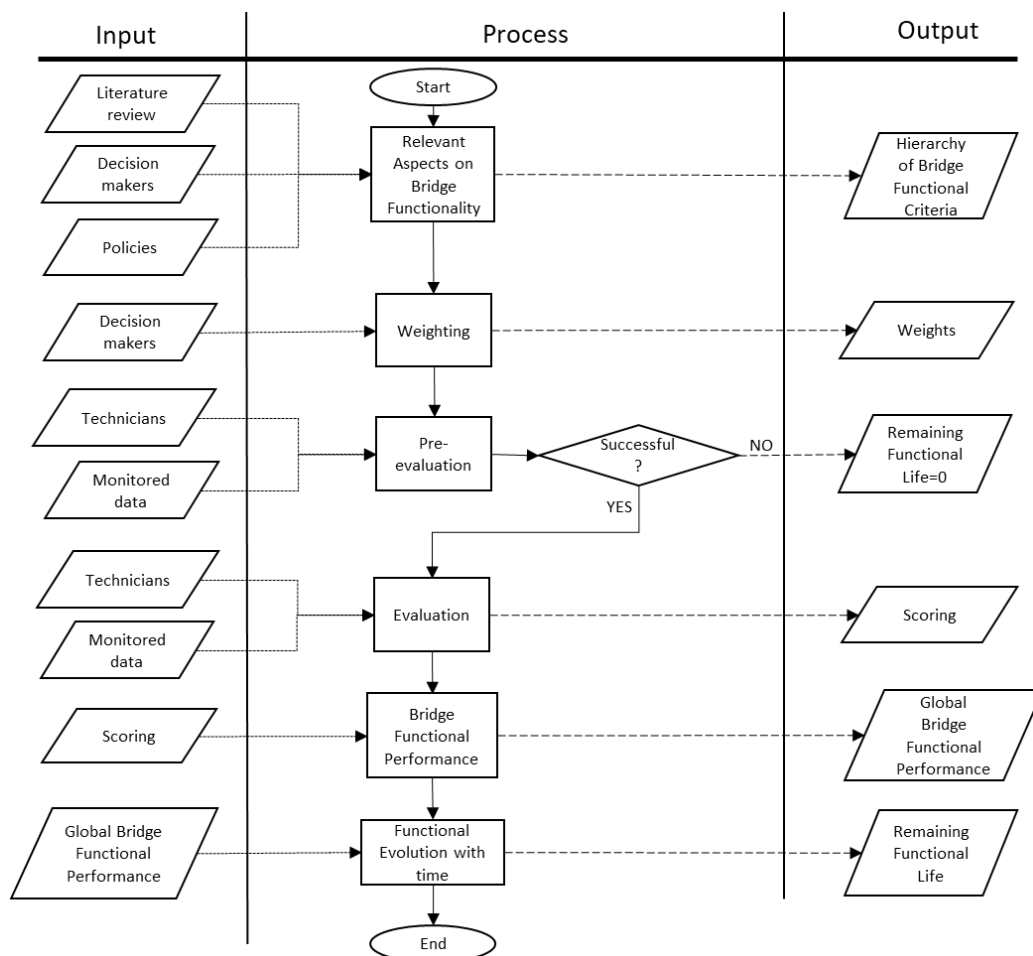 Input
Process
Output
Start
Literature
review
Decision
makers
Policies
Relevant
Aspects on
Bridge
Functionality
Hierarchy
of Bridge
Functional
Criteria
Decision
makers
Weighting
Weights
Technicians
Monitored
data
Pre-
evaluation
Successful
?
NO
YES
Remaining
Functional
Life=0
Technicians
Monitored
data
Evaluation
Scoring
Scoring
Bridge
Functional
Performance
Global
Bridge
Functional
Performance
Global Bridge
Functional
Performance
Functional
Evolution with
time
Remaining
Functional
Life
End